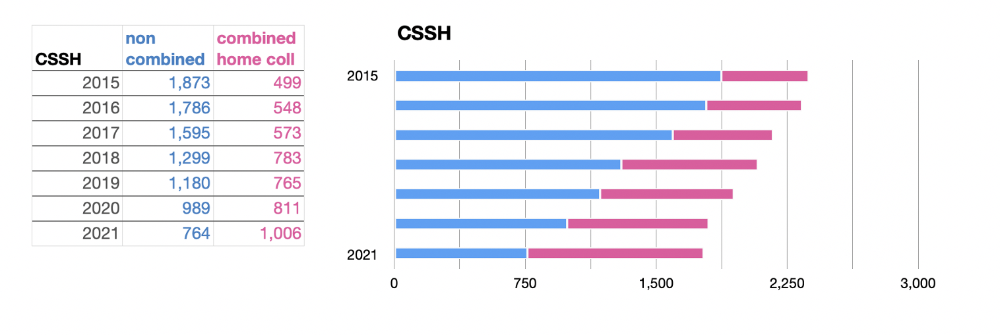 CSSH non combined combined home coll
2015 1,873 499
2016 1,786 548
2017 1,595 573
2018 1,299 783
2019 1,180 765
2020 989 811
2021 764 1,006
CSSH
2015
2021
0 750 1,500 2,250 3,000